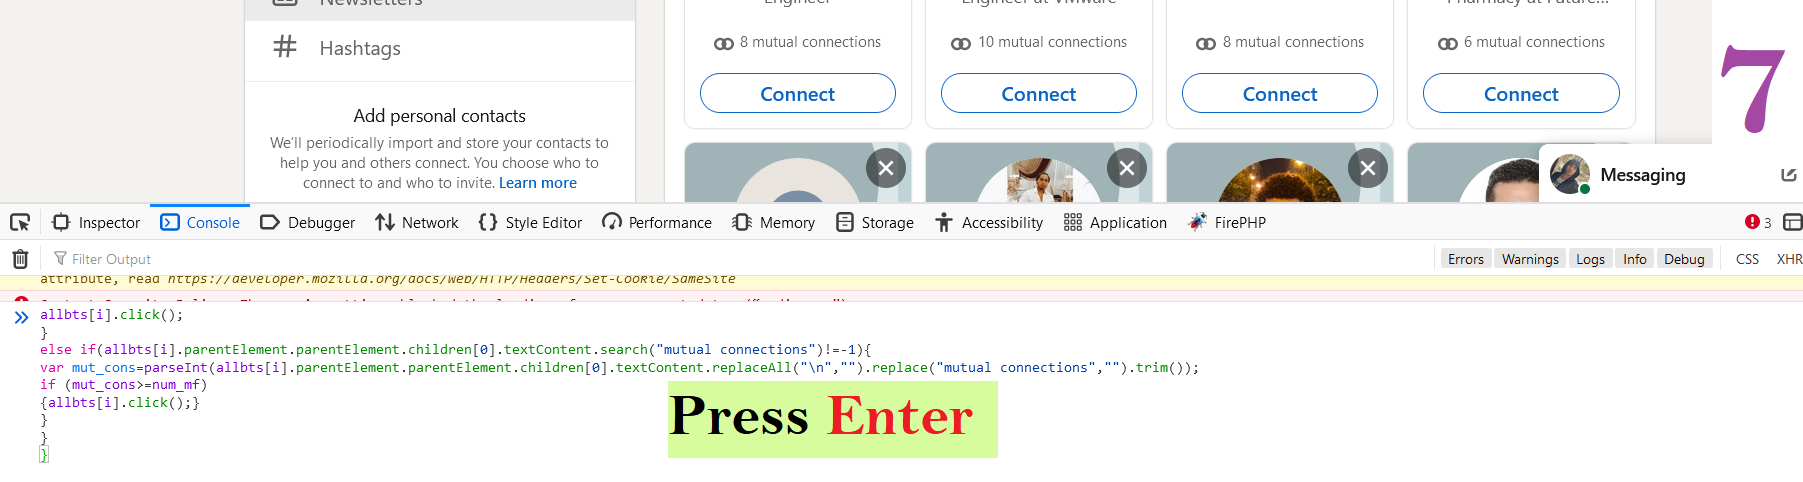 Newsletters
Hashtags
Add personal contacts
We'll periodically import and store your contacts to
help you and others connect. You choose who to
connect to and who to invite. Learn more
Engineer
8 mutual connections
Connect
Engineer at VMware
10 mutual connections
Connect
8 mutual connections
Connect
Pharmacy at Future...
6 mutual connections
Connect
7
Messaging
Inspector Console Debugger Network Style Editor Performance Memory Storage Accessibility Application FirePHP 3
Filter Output Errors Warnings Logs Info Debug CSS XHR
attribute, read https://developer.mozilla.org/docs/Web/HTTP/Headers/Set-Cookie/SameSite
allbts[i].click();
}
else if(allbts[i].parentElement.parentElement.children[0].textContent.search("mutual connections")!=-1){
var mut_cons=parseInt(allbts[i].parentElement.parentElement.children[0].textContent.replaceAll("\n","").replace("mutual connections","").trim());
if (mut_cons>=num_mf)
{allbts[i].click();}
}
}
}
Press Enter